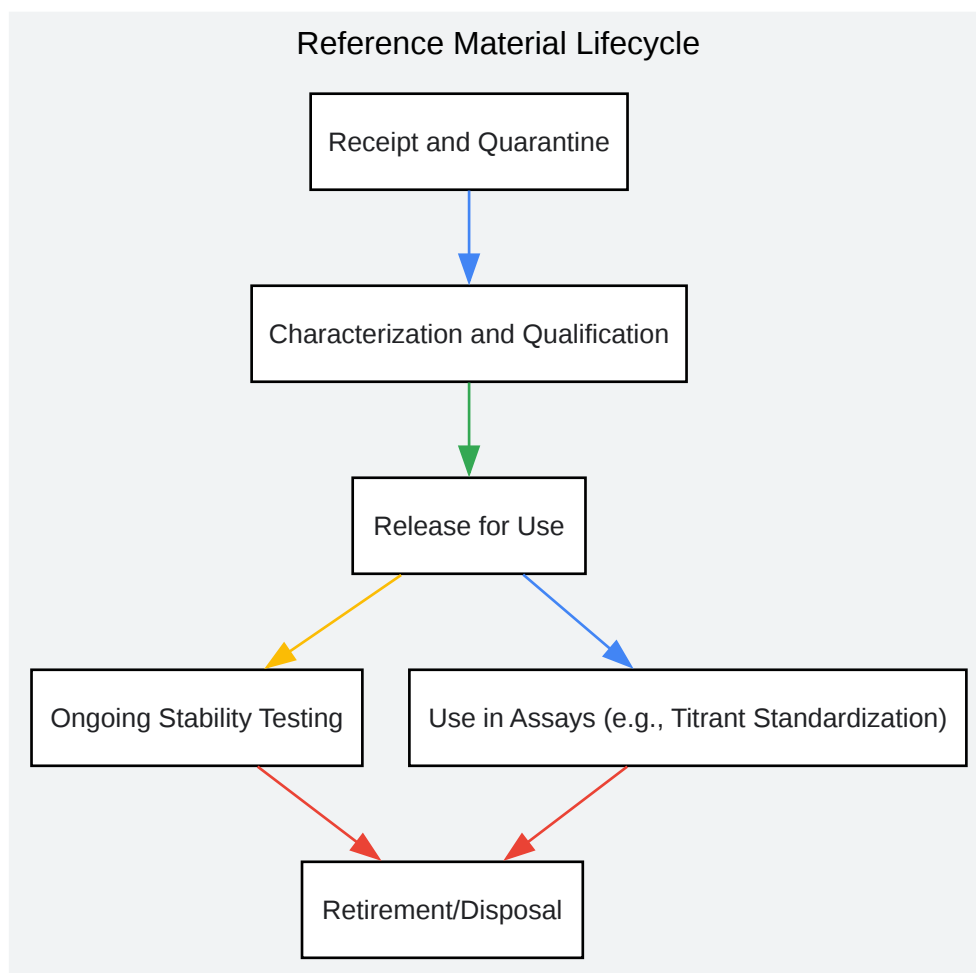 Reference Material Lifecycle
Receipt and Quarantine
Characterization and Qualification
Release for Use
Ongoing Stability Testing
Use in Assays (e.g., Titrant Standardization)
Retirement/Disposal